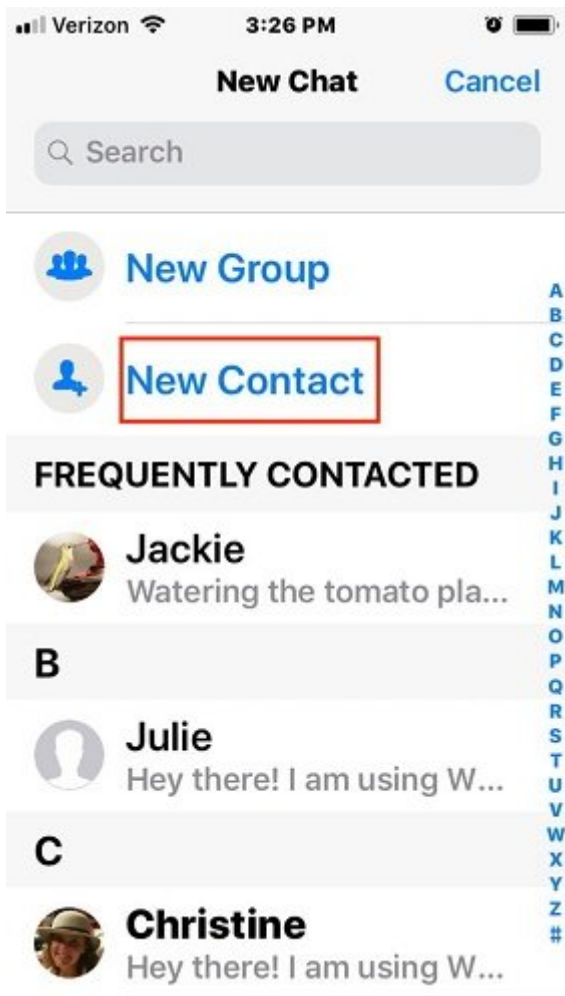 Verizon 3:26 PM
New Chat Cancel
Search
New Group
New Contact
FREQUENTLY CONTACTED
Jackie
Watering the tomato pla...
B
Julie
Hey there! I am using W...
C
Christine
Hey there! I am using W...
A
B
C
D
E
F
G
H
I
J
K
L
M
N
O
P
Q
R
S
T
U
V
W
X
Y
Z
#